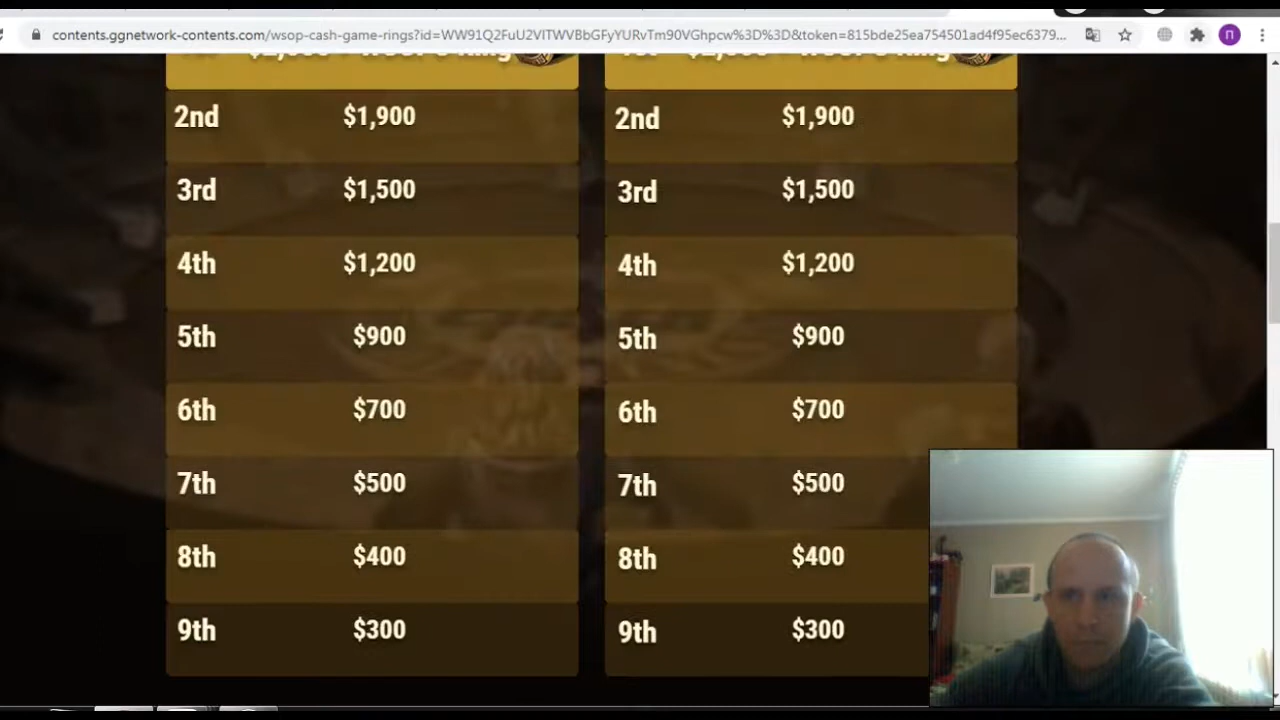 contents.ggnetwork-contents.com/wsop-cash-game-rings?id=WW91Q2FuU2VlTWVBbGFyYURvTm90VGhpcw%3D%3D&token=815bde25ea754501ad4f95ec6379...
П
2nd $1,900 2nd $1,900
3rd $1,500 3rd $1,500
4th $1,200 4th $1,200
5th $900 5th $900
6th $700 6th $700
7th $500 7th $500
8th $400 8th $400
9th $300 9th $300